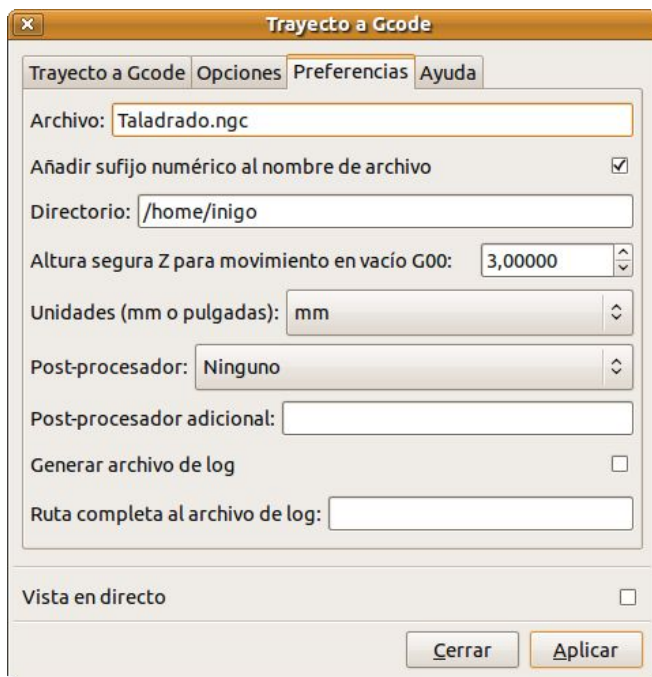 Trayecto a Gcode
Trayecto a Gcode Opciones Preferencias Ayuda
Archivo: Taladrado.ngc
Añadir sufijo numérico al nombre de archivo
Directorio: /home/inigo
Altura segura Z para movimiento en vacío G00: 3,00000
Unidades (mm o pulgadas): mm
Post-procesador: Ninguno
Post-procesador adicional:
Generar archivo de log
Ruta completa al archivo de log:
Vista en directo
Cerrar Aplicar